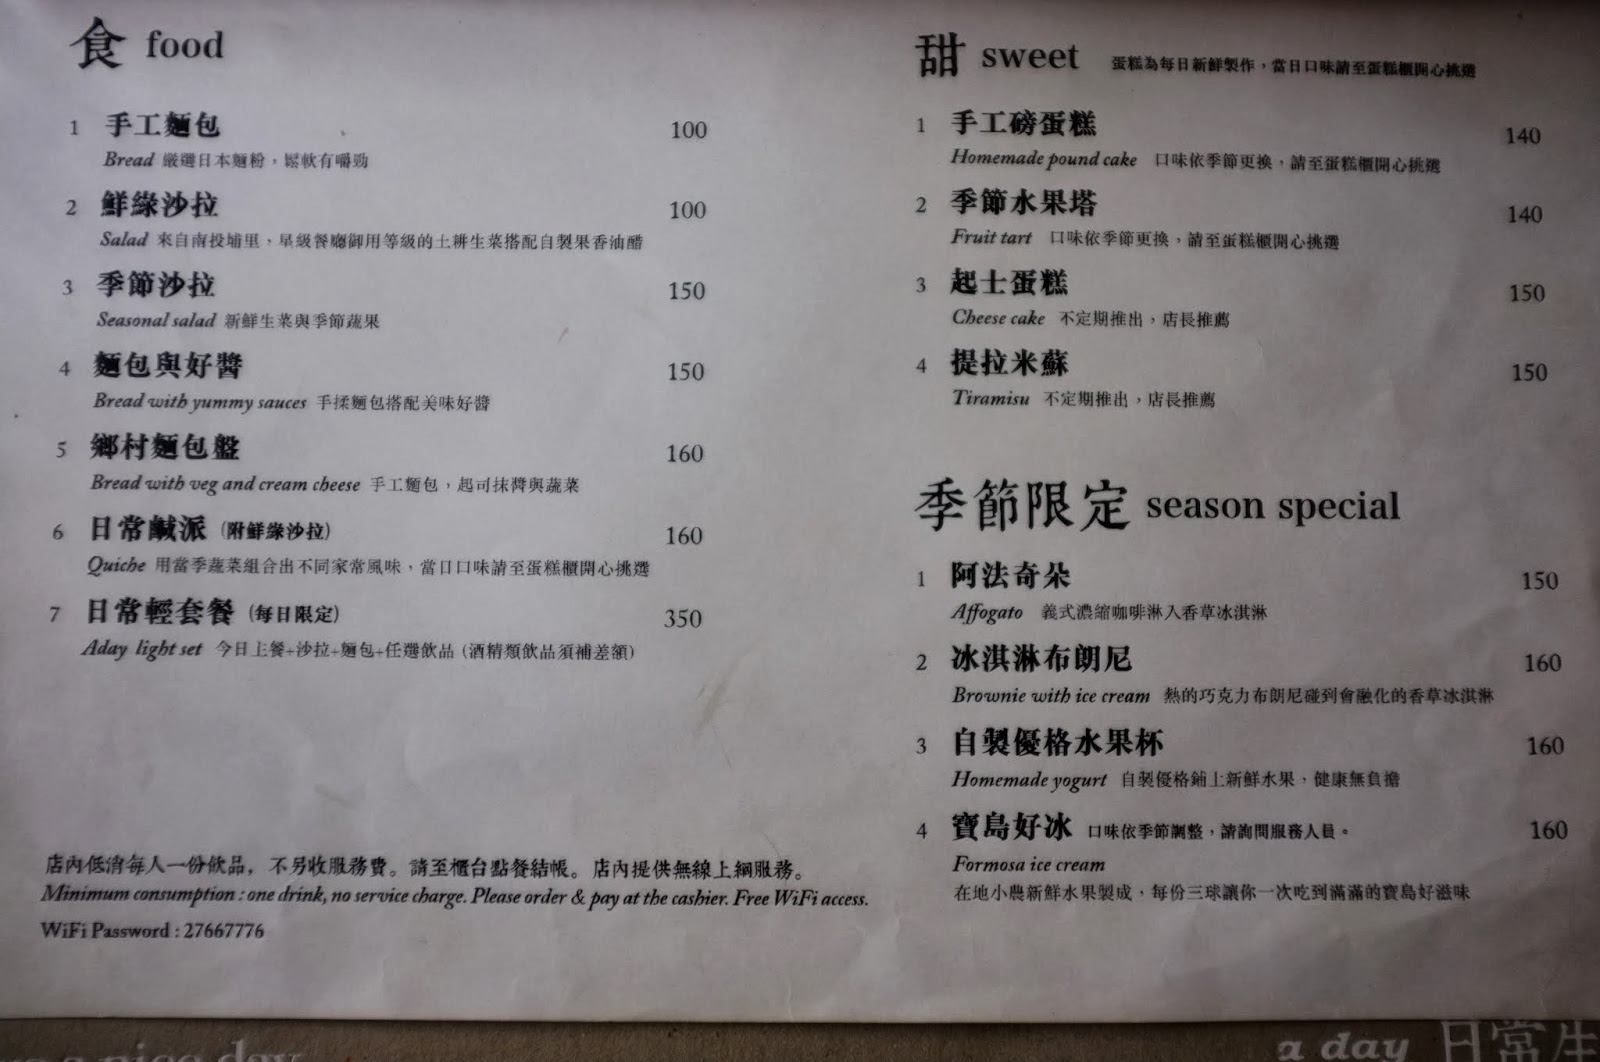 食 food
1 手工麵包 100
Bread 嚴選日本麵粉，鬆軟有嚼勁
2 鮮綠沙拉 100
Salad 來自南投埔里，星級餐廳御用等級的土耕生菜搭配自製果香油醋
3 季節沙拉 150
Seasonal salad 新鮮生菜與季節蔬果
4 麵包與好醬 150
Bread with yummy sauces 手揉麵包搭配美味好醬
5 鄉村麵包盤 160
Bread with veg and cream cheese 手工麵包，起司抹醬與蔬菜
6 日常鹹派 (附鮮綠沙拉) 160
Quiche 用當季蔬菜組合出不同家常風味，當日口味請至蛋糕櫃開心挑選
7 日常輕套餐 (每日限定) 350
Aday light set 今日主餐+沙拉+麵包+任選飲品 (酒精類飲品須補差額)
店內低消每人一份飲品，不另收服務費。請至櫃台點餐結帳。店內提供無線上網服務。
Minimum consumption : one drink, no service charge. Please order & pay at the cashier. Free WiFi access.
WiFi Password : 27667776
甜 sweet 蛋糕為每日新鮮製作，當日口味請至蛋糕櫃開心挑選
1 手工磅蛋糕 140
Homemade pound cake 口味依季節更換，請至蛋糕櫃開心挑選
2 季節水果塔 140
Fruit tart 口味依季節更換，請至蛋糕櫃開心挑選
3 起士蛋糕 150
Cheese cake 不定期推出，店長推薦
4 提拉米蘇 150
Tiramisu 不定期推出，店長推薦
季節限定 season special
1 阿法奇朵 150
Affogato 義式濃縮咖啡淋入香草冰淇淋
2 冰淇淋布朗尼 160
Brownie with ice cream 熱的巧克力布朗尼碰到會融化的香草冰淇淋
3 自製優格水果杯 160
Homemade yogurt 自製優格鋪上新鮮水果，健康無負擔
4 寶島好冰 口味依季節調整，請詢問服務人員。 160
Formosa ice cream
在地小農新鮮水果製成，每份三球讓你一次吃到滿滿的寶島好滋味
a nice day
a day 日常生